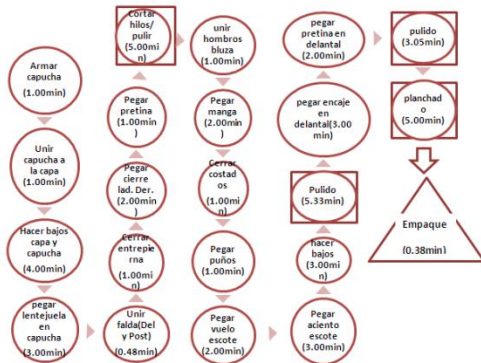 Armar
capucha
(1.00min)
Unir
capucha a
la capa
(1.00min)
Hacer bajos
capa y
capucha
(4.00min)
pegar
lentejuela en
capucha
(3.00min)
Unir
falda(Del
y Post)
(0.48min)
Cerrar
entrepie
rna
(1.00mi
n)
Pegar
cierre
lad. Der.
(2.00min)
Pegar
pretina
(1.00min
)
Cortar
hilos/
pulir
(5.00mi
n)
unir
hombros
bluza
(1.00min)
Pegar
manga
(2.00min
)
Cerrar
costad
os
(1.00mi
n)
Pegar
puños
(1.00min)
Pegar
vuelo
escote
(2.00min)
Pegar
aciento
escote
(3.00min)
hacer
bajos
(3.00min)
Pulido
(5.33min)
pegar encaje
en
delantal(3.00
min)
pegar
pretina en
delantal
(2.00min)
pulido
(3.05min)
planchad
o
(5.00min)
Empaque
(0.38min)